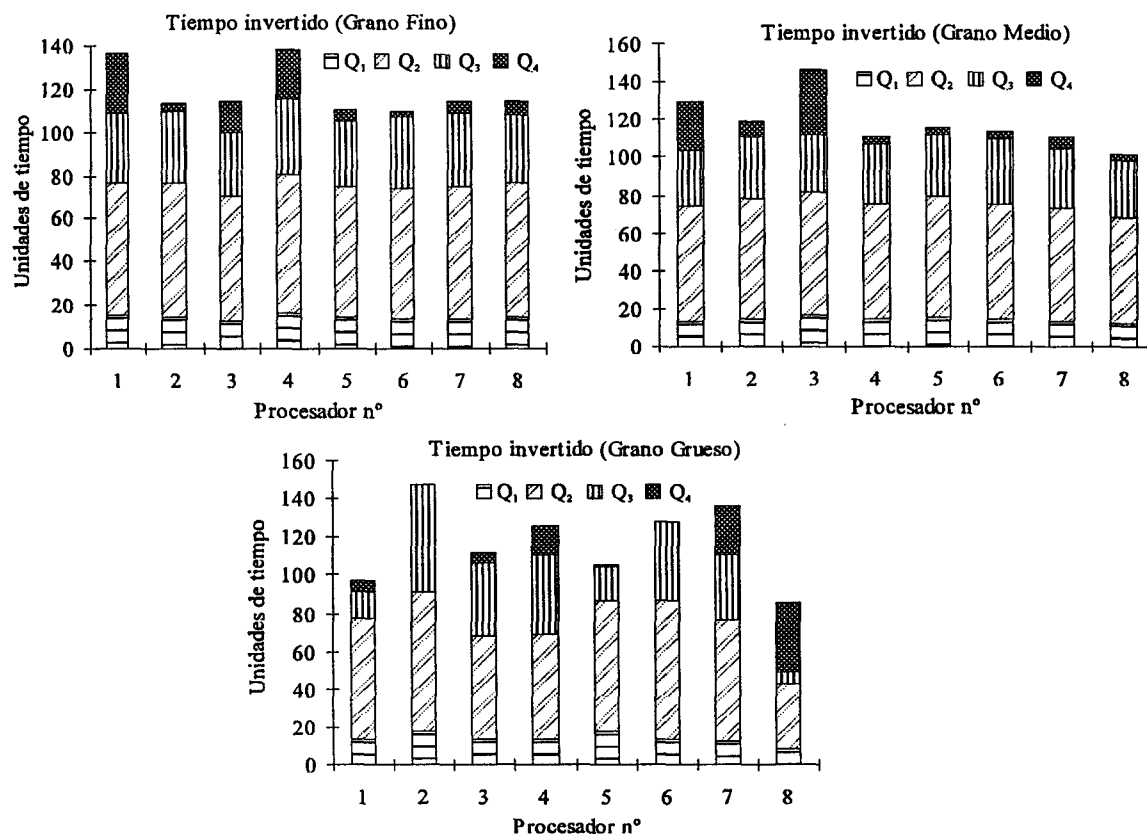 Tiempo invertido (Grano Fino)
Unidades de tiempo
140
120
100
80
60
40
20
0
Q₁ Q₂ Q₃ Q₄
1 2 3 4 5 6 7 8
Procesador nº
Tiempo invertido (Grano Medio)
Unidades de tiempo
160
140
120
100
80
60
40
20
0
Q₁ Q₂ Q₃ Q₄
1 2 3 4 5 6 7 8
Procesador nº
Tiempo invertido (Grano Grueso)
Unidades de tiempo
160
140
120
100
80
60
40
20
0
Q₁ Q₂ Q₃ Q₄
1 2 3 4 5 6 7 8
Procesador nº